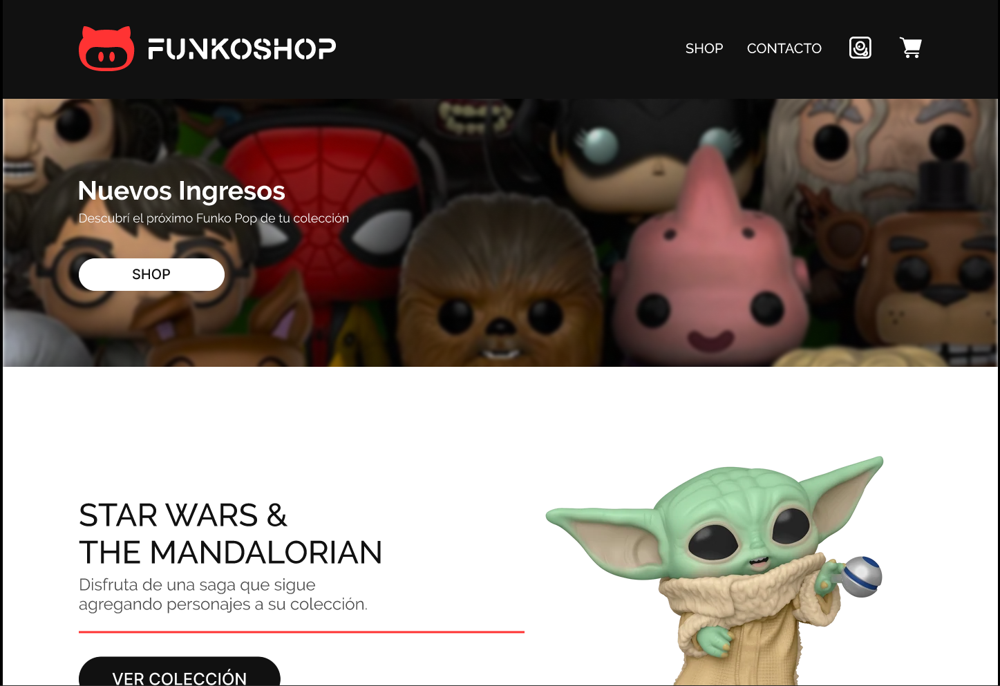 FUNKOSHOP
SHOP
CONTACTO
Nuevos Ingresos
Descubrí el próximo Funko Pop de tu colección
SHOP
STAR WARS &
THE MANDALORIAN
Disfruta de una saga que sigue
agregando personajes a su colección.
VER COLECCIÓN